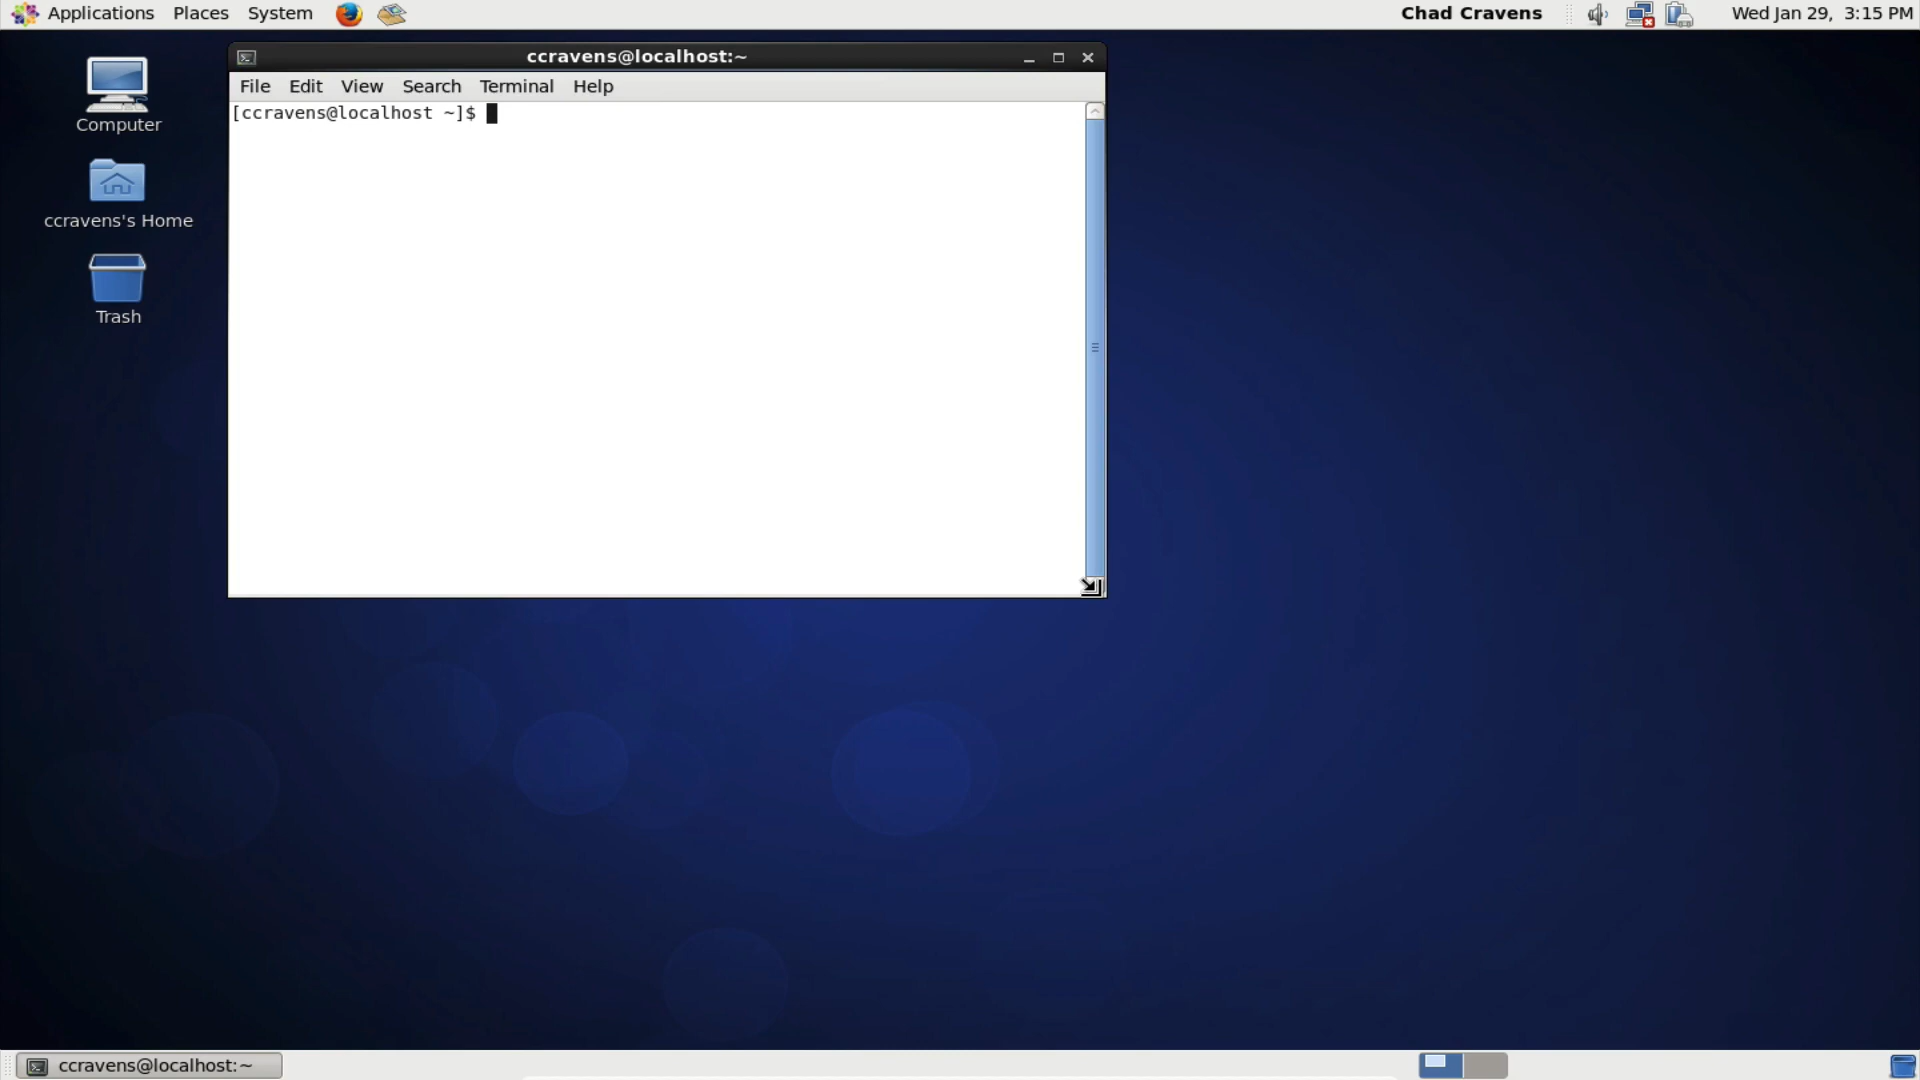 Applications Places System Chad Cravens Wed Jan 29, 3:15 PM
Computer
ccravens's Home
Trash
ccravens@localhost:~
File Edit View Search Terminal Help
[ccravens@localhost ~]$
ccravens@localhost:~